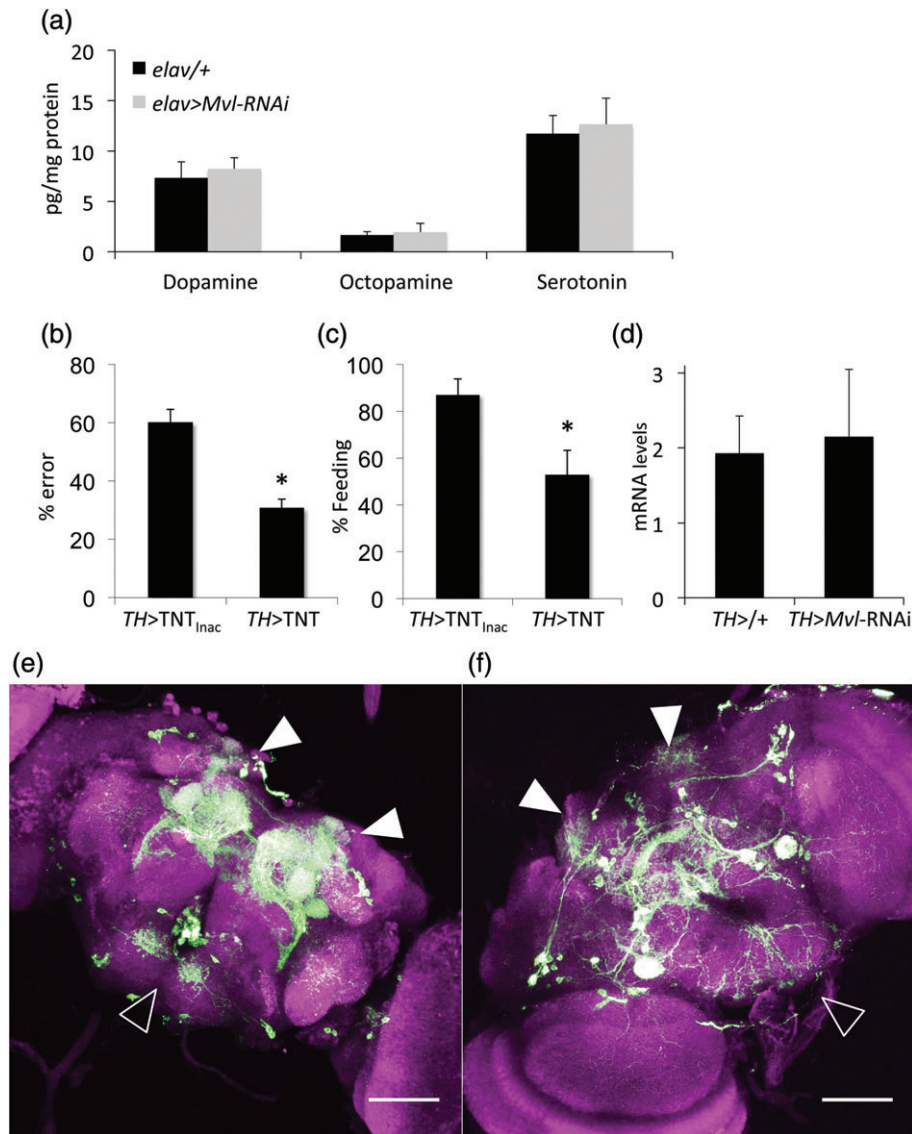 (a)
20
15
10
5
0
pg/mg protein
elav/+
elav>Mvl-RNAi
Dopamine Octopamine Serotonin
(b)
80
60
40
20
0
% error
TH>TNTInac TH>TNT
*
(c)
100
80
60
40
20
0
% Feeding
TH>TNTInac TH>TNT
*
(d)
3
2
1
0
mRNA levels
TH>/+ TH>Mvl-RNAi
(e)
(f)